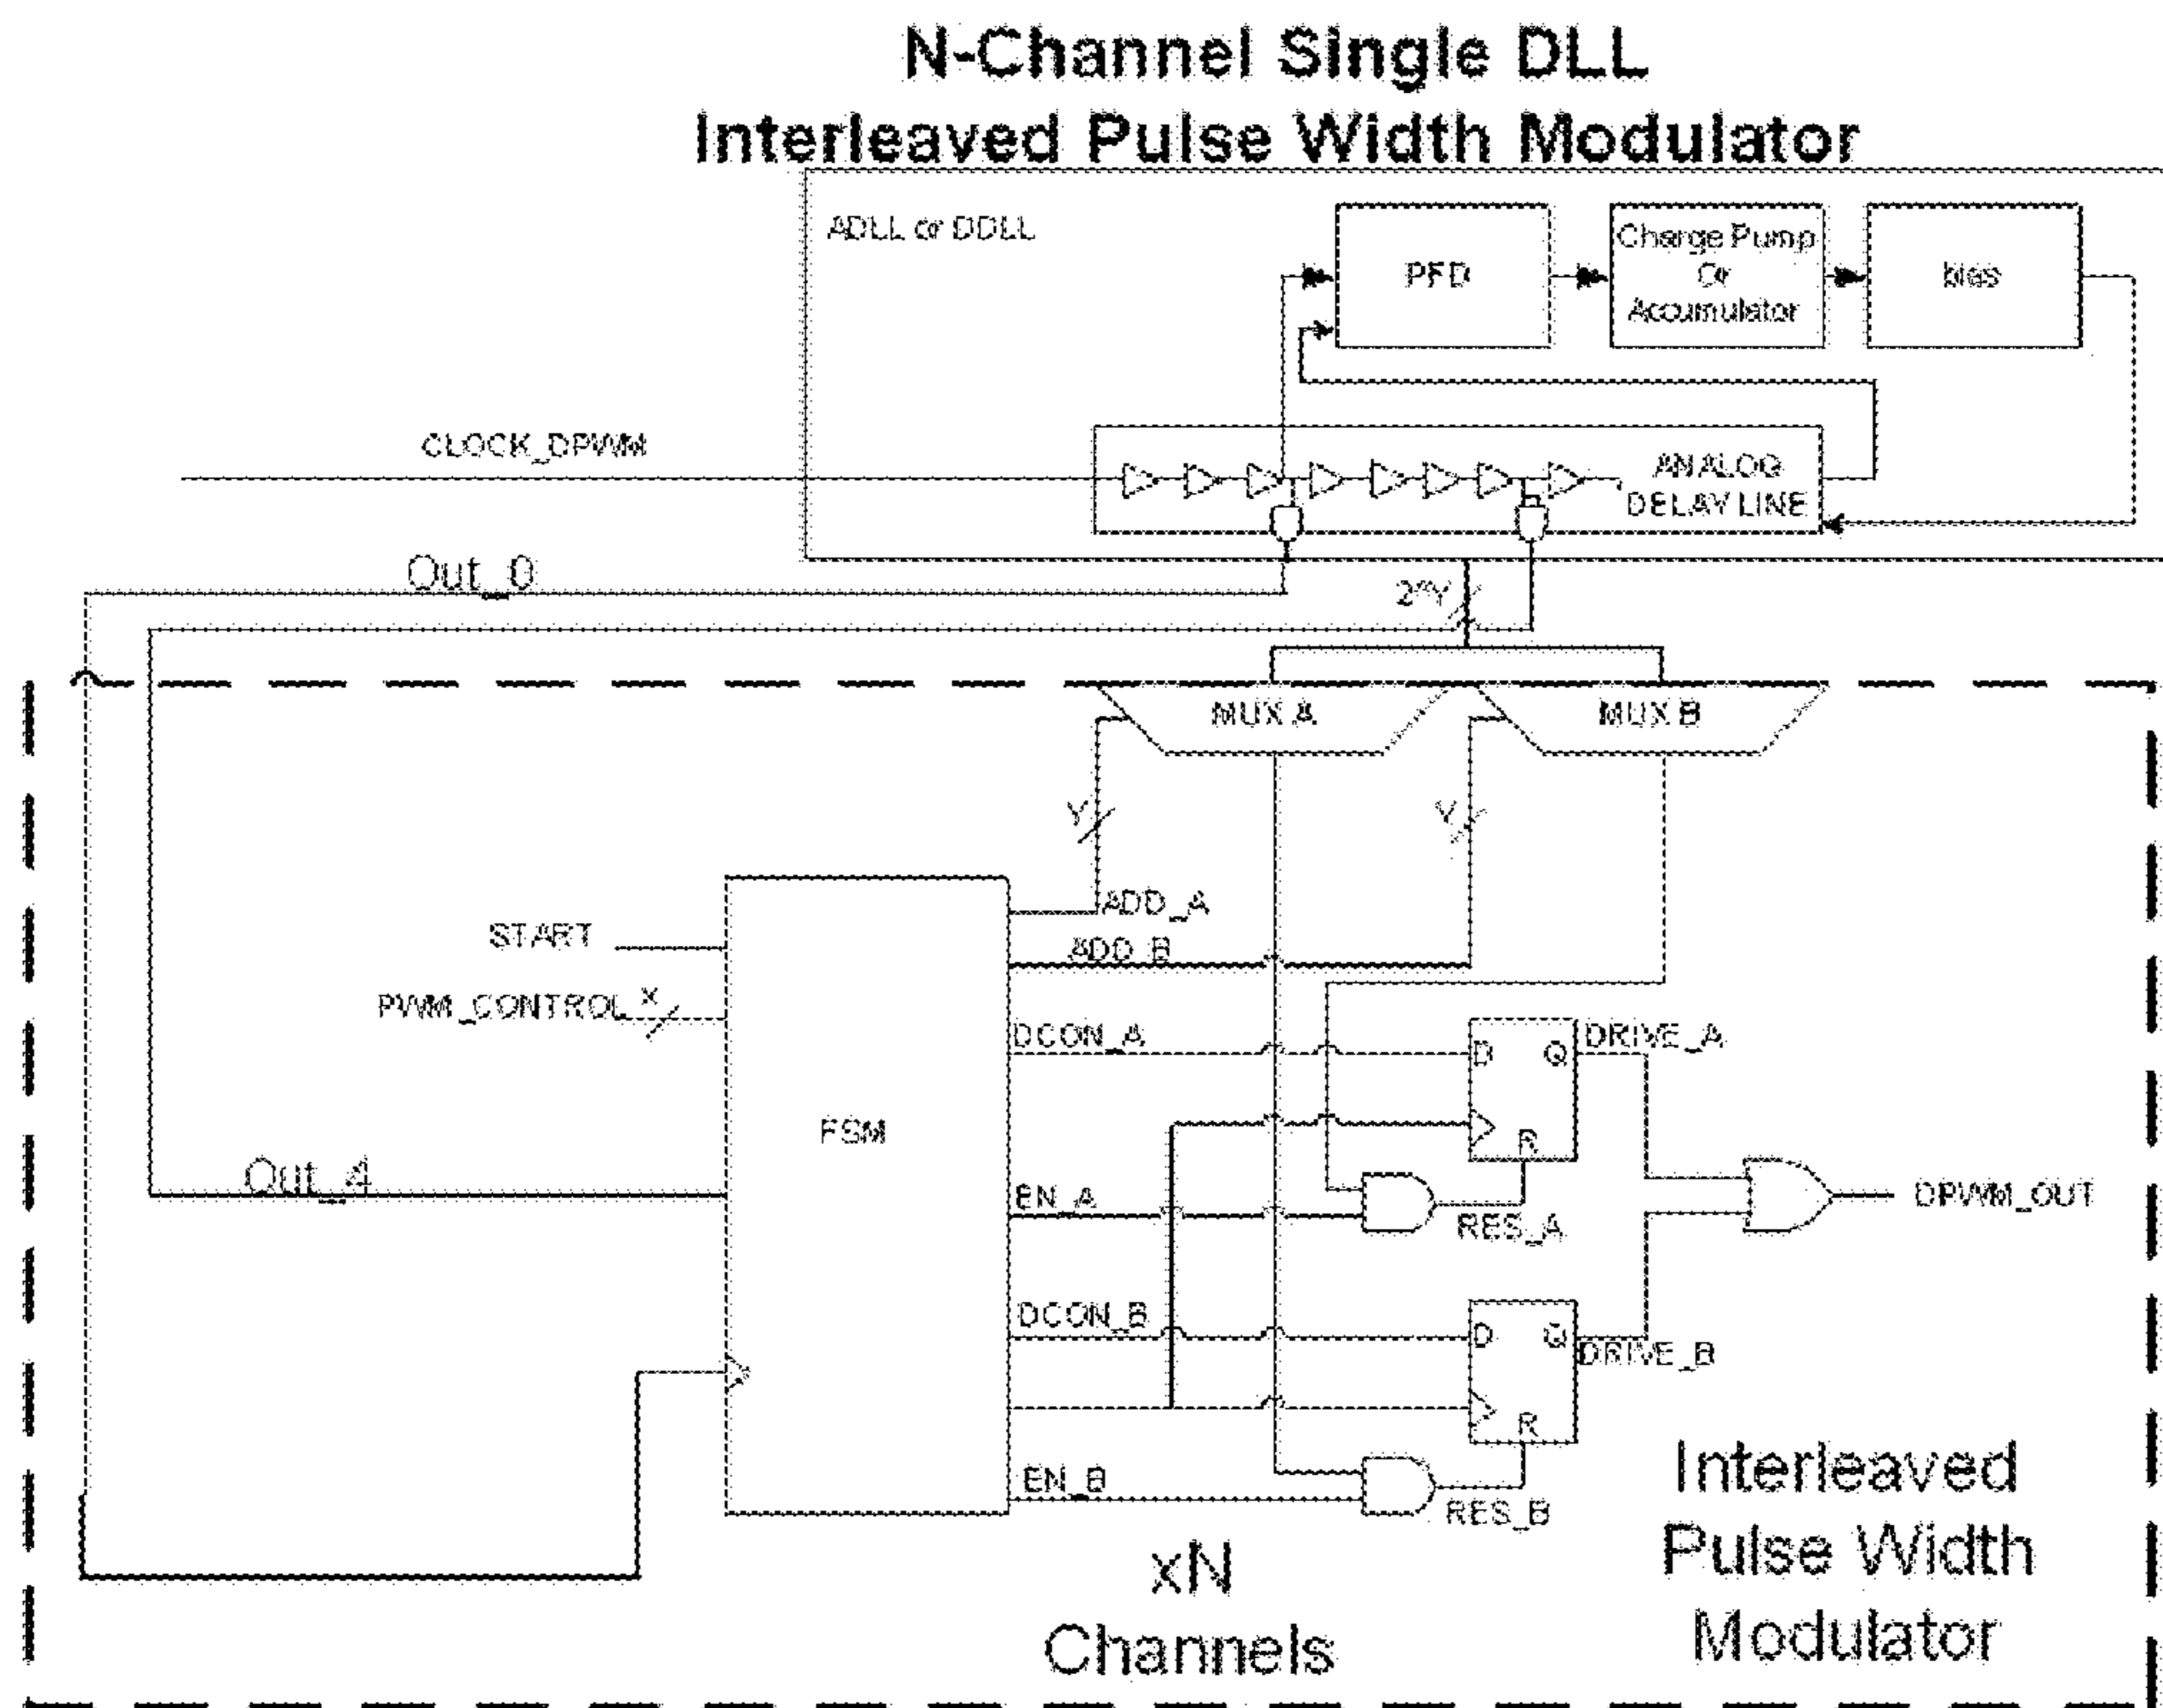 N-Channel Single DLL
Interleaved Pulse Width Modulator
ADLL or DDLL
PFD
Charge Pump
Or
Accumulator
bias
CLOCK_DPWM
ANALOG
DELAY LINE
Out_0
2^Y
MUX A
MUX B
Y
Y
ADD_A
START
ADD_B
PWM_CONTROL
X
DCON_A
D
Q
DRIVE_A
FSM
R
Out_4
EN_A
RES_A
DPWM_OUT
DCON_B
D
Q
DRIVE_B
R
EN_B
RES_B
Interleaved
Pulse Width
Modulator
xN
Channels